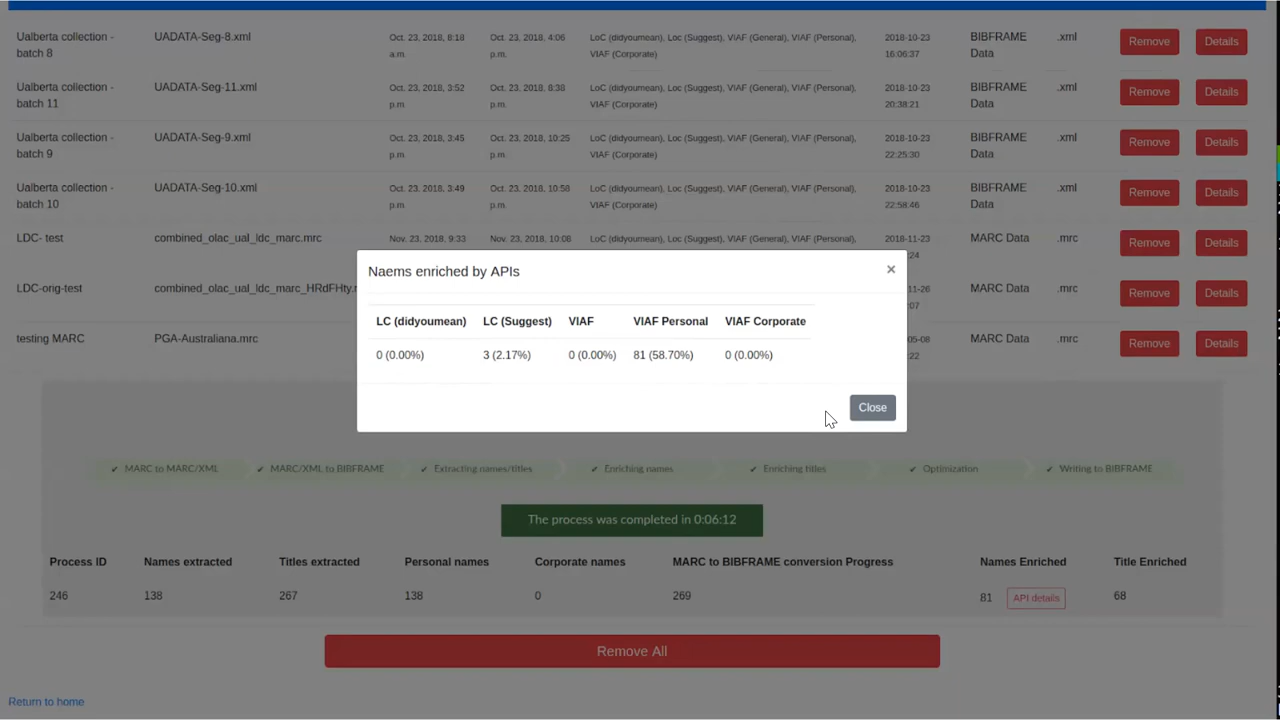 Ualberta collection - UADATA-Seg-8.xml Oct. 23, 2018, 8:18 Oct. 23, 2018, 4:06 LoC (didyoumean), Loc (Suggest), VIAF (General), VIAF (Personal), 2018-10-23 BIBFRAME .xml Remove Details
batch 8 a.m. p.m. VIAF (Corporate) 16:06:37 Data
Ualberta collection - UADATA-Seg-11.xml Oct. 23, 2018, 3:52 Oct. 23, 2018, 8:38 LoC (didyoumean), Loc (Suggest), VIAF (General), VIAF (Personal), 2018-10-23 BIBFRAME .xml Remove Details
batch 11 p.m. p.m. VIAF (Corporate) 20:38:21 Data
Ualberta collection - UADATA-Seg-9.xml Oct. 23, 2018, 3:45 Oct. 23, 2018, 10:25 LoC (didyoumean), Loc (Suggest), VIAF (General), VIAF (Personal), 2018-10-23 BIBFRAME .xml Remove Details
batch 9 p.m. p.m. VIAF (Corporate) 22:25:30 Data
Ualberta collection - UADATA-Seg-10.xml Oct. 23, 2018, 3:49 Oct. 23, 2018, 10:58 LoC (didyoumean), Loc (Suggest), VIAF (General), VIAF (Personal), 2018-10-23 BIBFRAME .xml Remove Details
batch 10 p.m. p.m. VIAF (Corporate) 22:58:46 Data
LDC- test combined_olac_ual_ldc_marc.mrc Nov. 23, 2018, 9:33 Nov. 23, 2018, 10:08 LoC (didyoumean), Loc (Suggest), VIAF (General), VIAF (Personal), 2018-11-23 MARC Data .mrc Remove Details
:24
LDC-orig-test combined_olac_ual_ldc_marc_HRdFHty.r 11-26 MARC Data .mrc Remove Details
:07
testing MARC PGA-Australiana.mrc 05-08 MARC Data .mrc Remove Details
:22
Naems enriched by APIs ×
LC (didyoumean) LC (Suggest) VIAF VIAF Personal VIAF Corporate
0 (0.00%) 3 (2.17%) 0 (0.00%) 81 (58.70%) 0 (0.00%)
Close
✔ MARC to MARC/XML ✔ MARC/XML to BIBFRAME ✔ Extracting names/titles ✔ Enriching names ✔ Enriching titles ✔ Optimization ✔ Writing to BIBFRAME
The process was completed in 0:06:12
Process ID Names extracted Titles extracted Personal names Corporate names MARC to BIBFRAME conversion Progress Names Enriched Title Enriched
246 138 267 138 0 269 81 API details 68
Remove All
Return to home